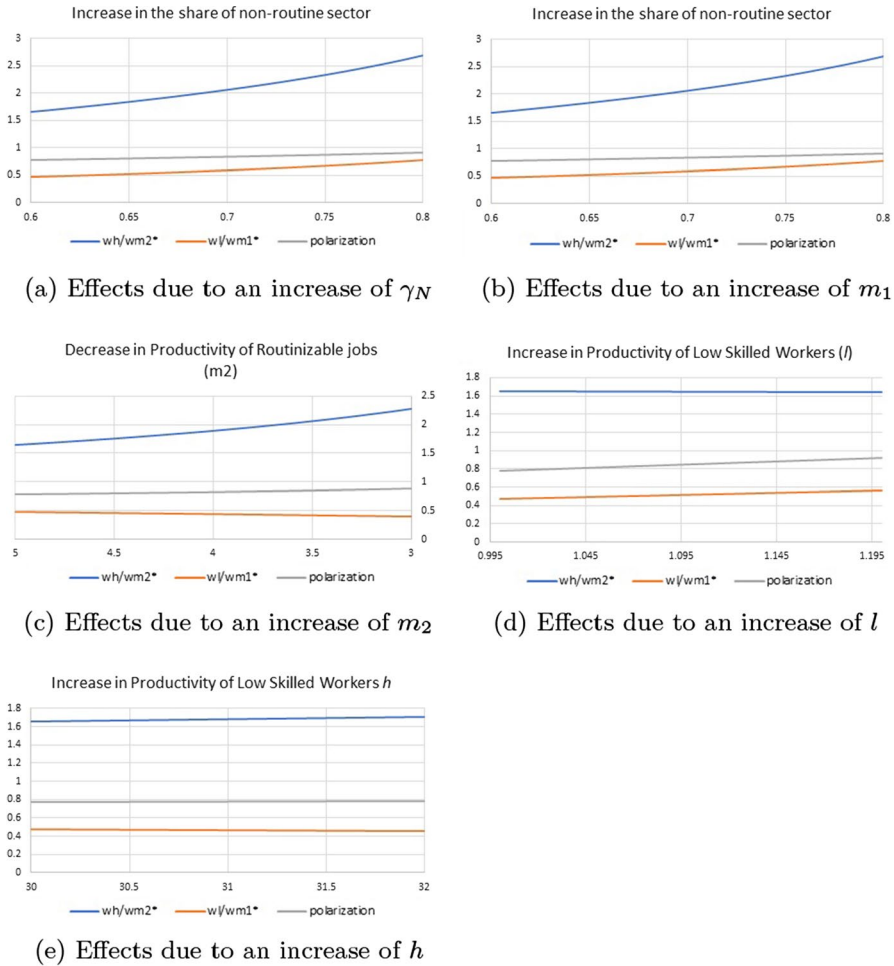 Increase in the share of non-routine sector
3
2.5
2
1.5
1
0.5
0
0.6 0.65 0.7 0.75 0.8
wh/wm2* wl/wm1* polarization
(a) Effects due to an increase of γN
Increase in the share of non-routine sector
3
2.5
2
1.5
1
0.5
0
0.6 0.65 0.7 0.75 0.8
wh/wm2* wl/wm1* polarization
(b) Effects due to an increase of m1
Decrease in Productivity of Routinizable jobs
(m2)
2.5
2
1.5
1
0.5
0
5 4.5 4 3.5 3
wh/wm2* wl/wm1* polarization
(c) Effects due to an increase of m2
Increase in Productivity of Low Skilled Workers (l)
1.8
1.6
1.4
1.2
1
0.8
0.6
0.4
0.2
0
0.995 1.045 1.095 1.145 1.195
wh/wm2* wl/wm1* polarization
(d) Effects due to an increase of l
Increase in Productivity of Low Skilled Workers h
1.8
1.6
1.4
1.2
1
0.8
0.6
0.4
0.2
0
30 30.5 31 31.5 32
wh/wm2* wl/wm1* polarization
(e) Effects due to an increase of h